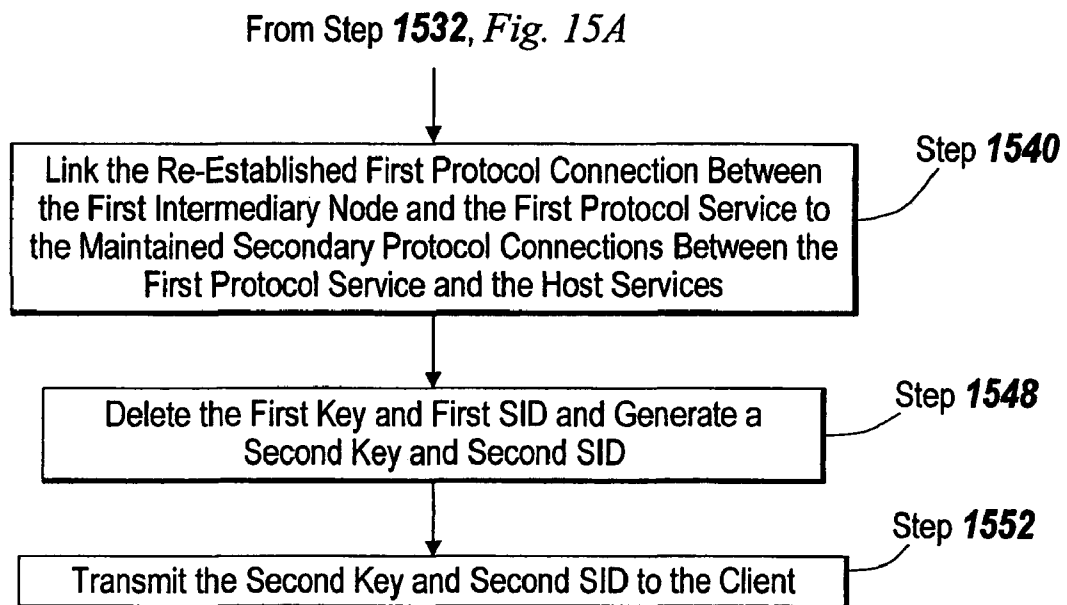 From Step 1532, Fig. 15A
Step 1540
Link the Re-Established First Protocol Connection Between
the First Intermediary Node and the First Protocol Service to
the Maintained Secondary Protocol Connections Between the
First Protocol Service and the Host Services
Step 1548
Delete the First Key and First SID and Generate a
Second Key and Second SID
Step 1552
Transmit the Second Key and Second SID to the Client